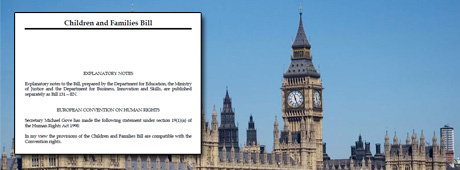 Children and Families Bill
EXPLANATORY NOTES
Explanatory notes to the Bill, prepared by the Department for Education, the Ministry
of Justice and the Department for Business, Innovation and Skills, are published
separately as Bill 131 – EN.
EUROPEAN CONVENTION ON HUMAN RIGHTS
Secretary Michael Gove has made the following statement under section 19(1)(a) of
the Human Rights Act 1998:
In my view the provisions of the Children and Families Bill are compatible with the
Convention rights.